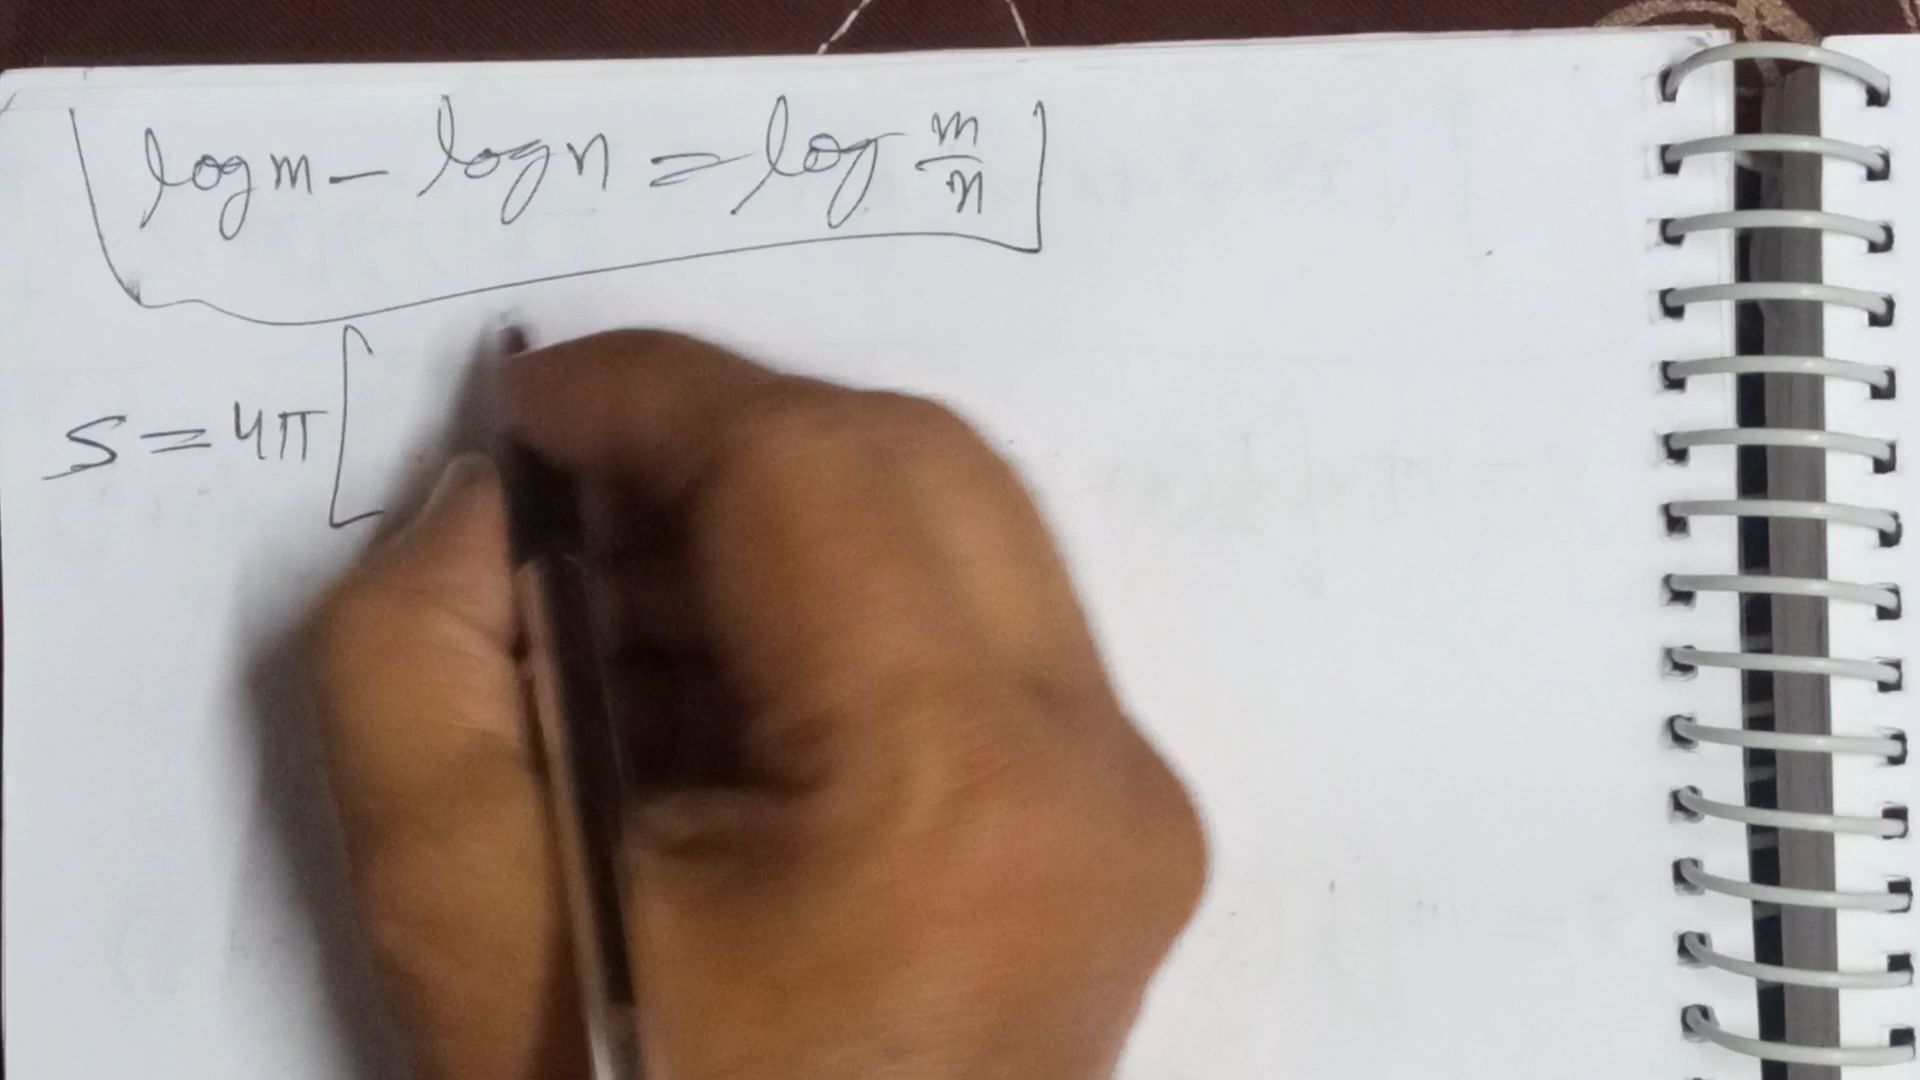 log m - log n = log m/n
S = 4π [